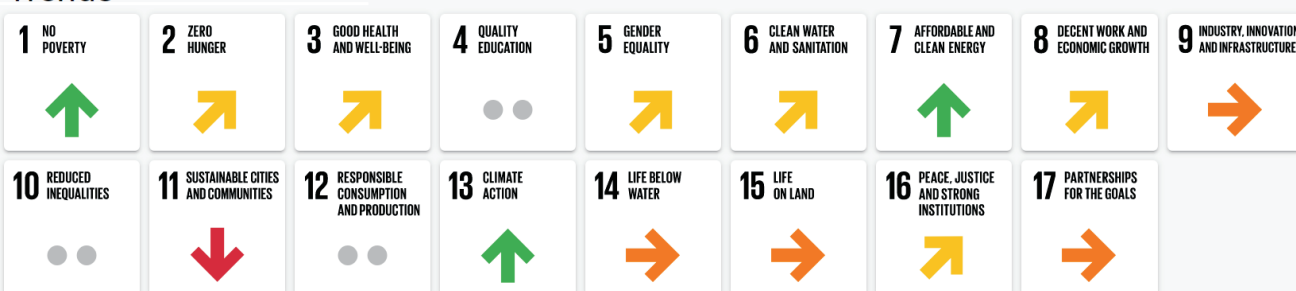 Trends
1 NO
POVERTY
2 ZERO
HUNGER
3 GOOD HEALTH
AND WELL-BEING
4 QUALITY
EDUCATION
5 GENDER
EQUALITY
6 CLEAN WATER
AND SANITATION
7 AFFORDABLE AND
CLEAN ENERGY
8 DECENT WORK AND
ECONOMIC GROWTH
9 INDUSTRY, INNOVATION
AND INFRASTRUCTURE
10 REDUCED
INEQUALITIES
11 SUSTAINABLE CITIES
AND COMMUNITIES
12 RESPONSIBLE
CONSUMPTION
AND PRODUCTION
13 CLIMATE
ACTION
14 LIFE BELOW
WATER
15 LIFE
ON LAND
16 PEACE, JUSTICE
AND STRONG
INSTITUTIONS
17 PARTNERSHIPS
FOR THE GOALS